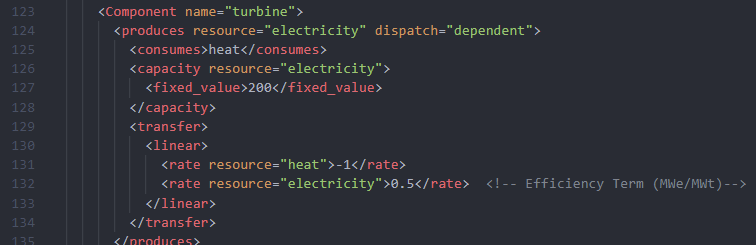 123 <Component name="turbine">
124 <produces resource="electricity" dispatch="dependent">
125 <consumes>heat</consumes>
126 <capacity resource="electricity">
127 <fixed_value>200</fixed_value>
128 </capacity>
129 <transfer>
130 <linear>
131 <rate resource="heat">-1</rate>
132 <rate resource="electricity">0.5</rate> <!-- Efficiency Term (MWe/MWt)-->
133 </linear>
134 </transfer>
135 </produces>